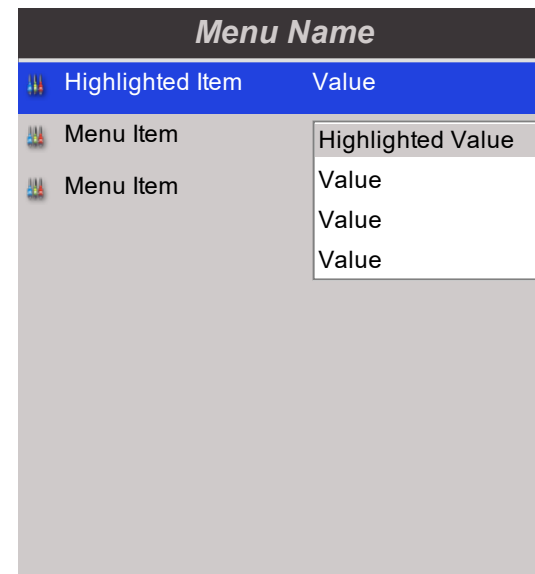 Menu Name
Highlighted Item Value
Menu Item
Highlighted Value
Menu Item
Value
Value
Value